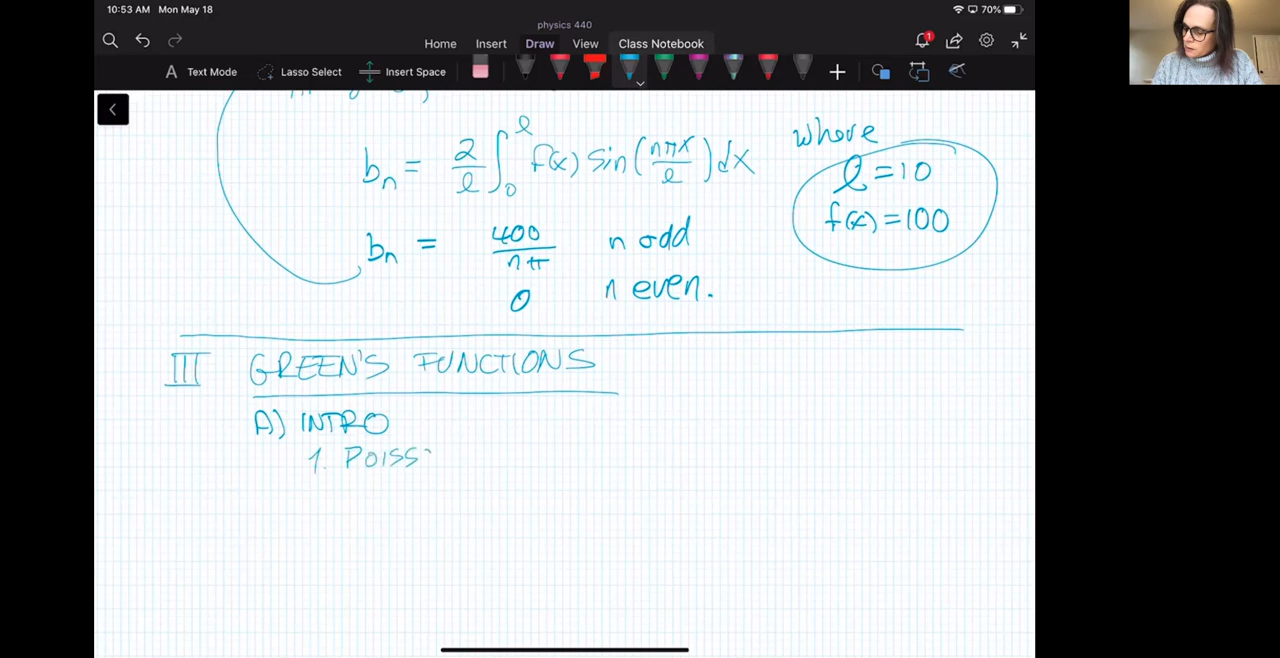 10:53 AM Mon May 18
70%
physics 440
Home Insert Draw View Class Notebook
1
A Text Mode Lasso Select Insert Space
where
bₙ = 2/l ∫₀ˡ f(x) sin(nπx/l) dx
l = 10
f(x) = 100
bₙ = 400/nπ n odd
0 n even.
III GREEN'S FUNCTIONS
A) INTRO
1. POISS